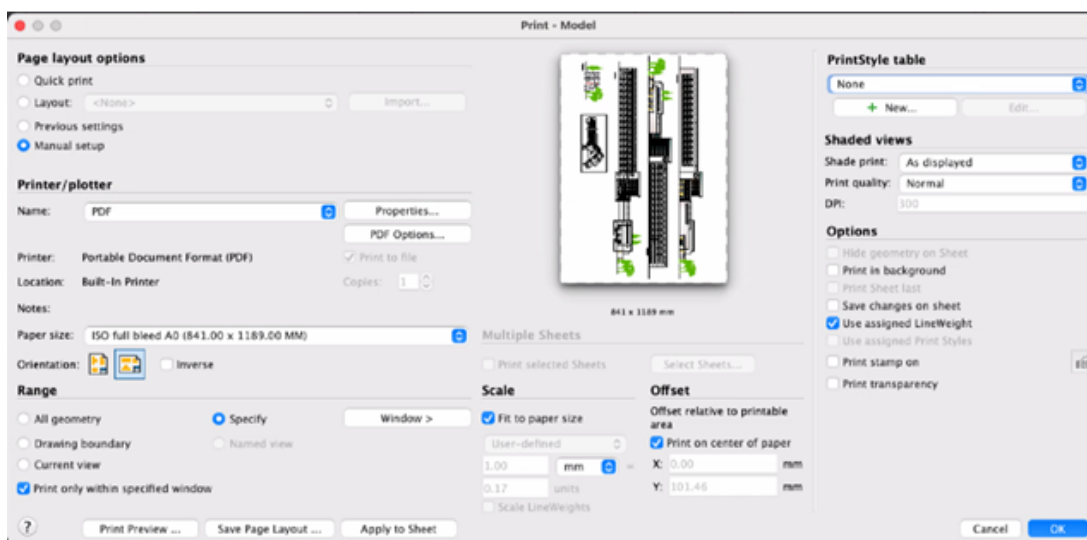 Print - Model
Page layout options
Quick print
Layout: <None> Import...
Previous settings
Manual setup
Printer/plotter
Name: PDF Properties...
PDF Options...
Printer: Portable Document Format (PDF) Print to file
Location: Built-In Printer Copies: 1
Notes:
Paper size: ISO full bleed A0 (841.00 x 1189.00 MM)
Orientation: Inverse
Range
All geometry Specify Window >
Drawing boundary Named view
Current view
Print only within specified window
? Print Preview ... Save Page Layout ... Apply to Sheet
841 x 1189 mm
Multiple Sheets
Print selected Sheets Select Sheets...
Scale
Fit to paper size
User-defined
1.00 mm =
0.17 units
Scale LineWeights
Offset
Offset relative to printable
area
Print on center of paper
X: 0.00 mm
Y: 101.46 mm
PrintStyle table
None
+ New... Edit...
Shaded views
Shade print: As displayed
Print quality: Normal
DPI: 300
Options
Hide geometry on Sheet
Print in background
Print Sheet last
Save changes on sheet
Use assigned LineWeight
Use assigned Print Styles
Print stamp on
Print transparency
Cancel OK